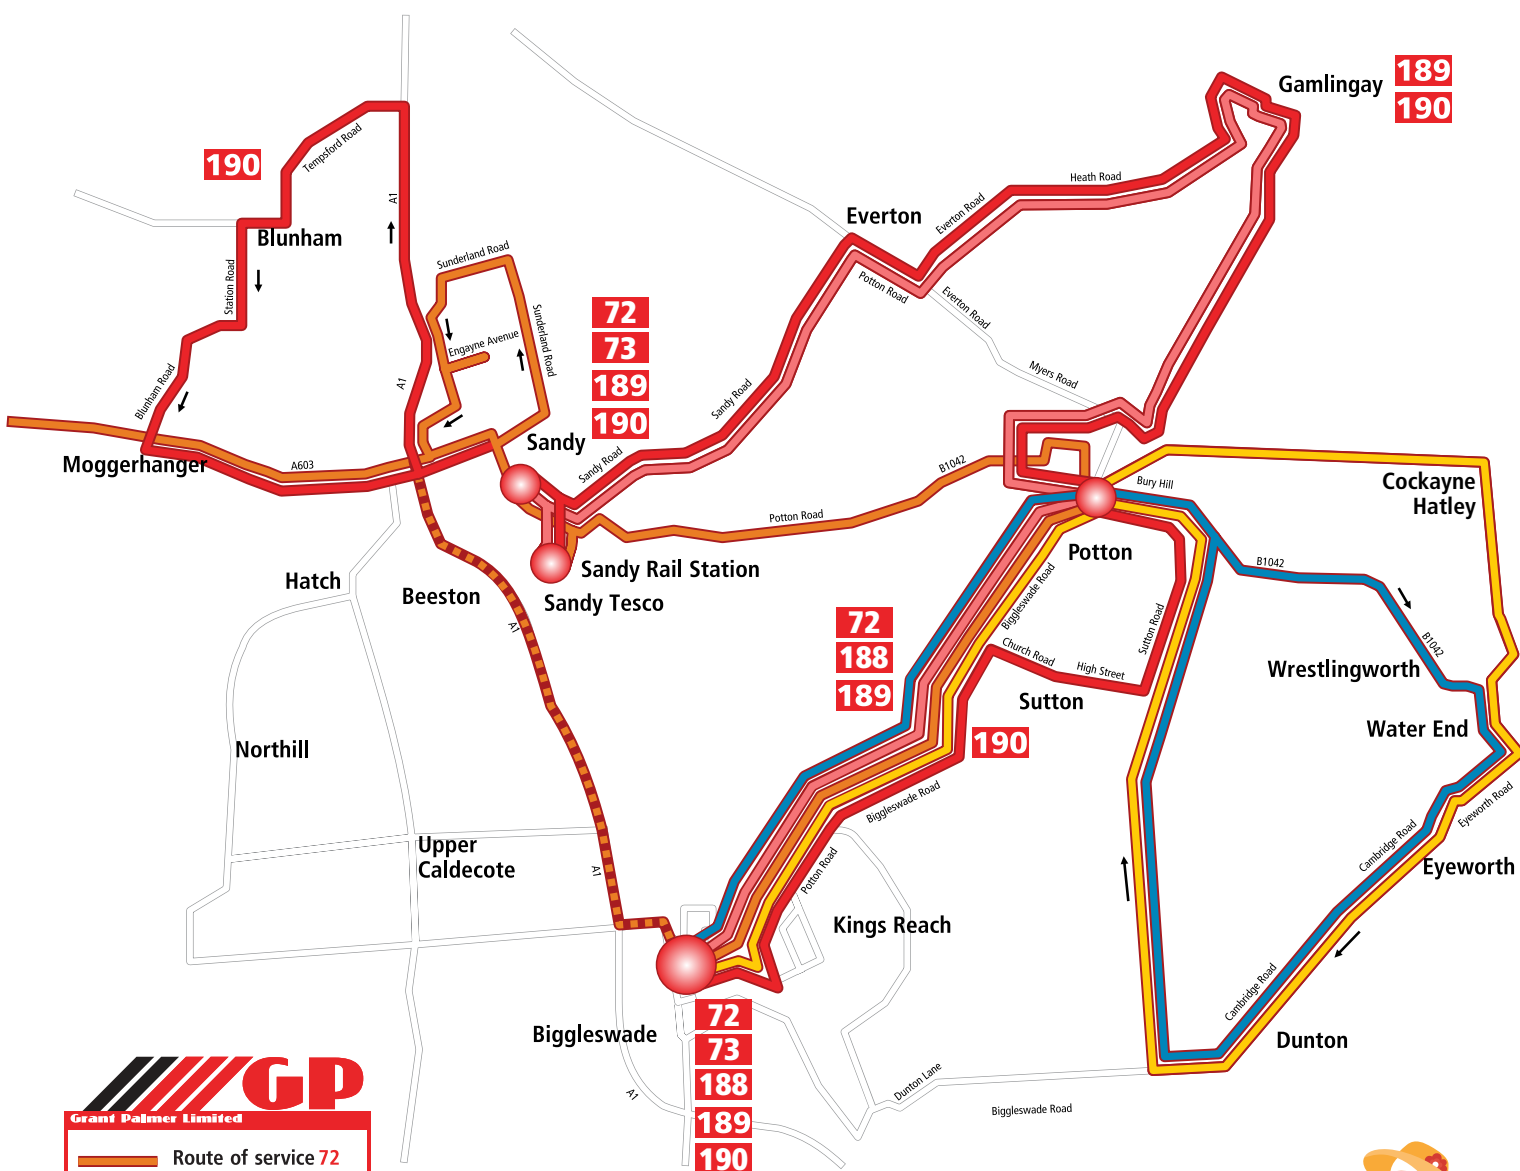 Gamlingay
189
190
190
Tempsford Road
A1
Blunham
Station Road
Blunham Road
Moggerhanger
A603
A1
Sunderland Road
Sunderland Road
Engayne Avenue
72
73
189
190
Sandy
Sandy Road
Sandy Road
Everton
Potton Road
Everton Road
Heath Road
Everton Road
Myers Road
B1042
Potton Road
Sandy Rail Station
Sandy Tesco
Hatch
Beeston
A1
Bury Hill
Potton
Cockayne
Hatley
B1042
B1042
Wrestlingworth
Water End
Eyeworth Road
Cambridge Road
Eyeworth
Cambridge Road
Dunton
Biggleswade Road
Church Road
High Street
Sutton Road
Sutton
72
188
189
190
Biggleswade Road
Potton Road
Kings Reach
Northill
Upper
Caldecote
A1
Biggleswade
72
73
188
189
190
A1
Dunton Lane
Biggleswade Road
GP
Grant Palmer Limited
Route of service 72